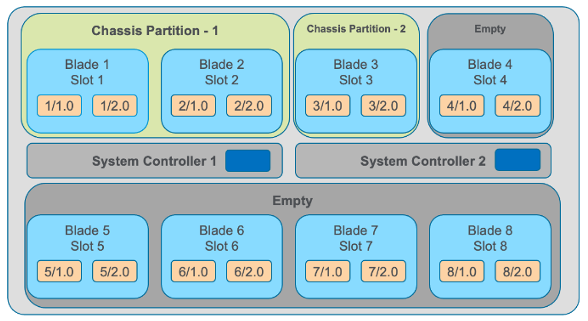 Chassis Partition - 1
Chassis Partition - 2
Empty
Blade 1
Slot 1
1/1.0
1/2.0
Blade 2
Slot 2
2/1.0
2/2.0
Blade 3
Slot 3
3/1.0
3/2.0
Blade 4
Slot 4
4/1.0
4/2.0
System Controller 1
System Controller 2
Empty
Blade 5
Slot 5
5/1.0
5/2.0
Blade 6
Slot 6
6/1.0
6/2.0
Blade 7
Slot 7
7/1.0
7/2.0
Blade 8
Slot 8
8/1.0
8/2.0